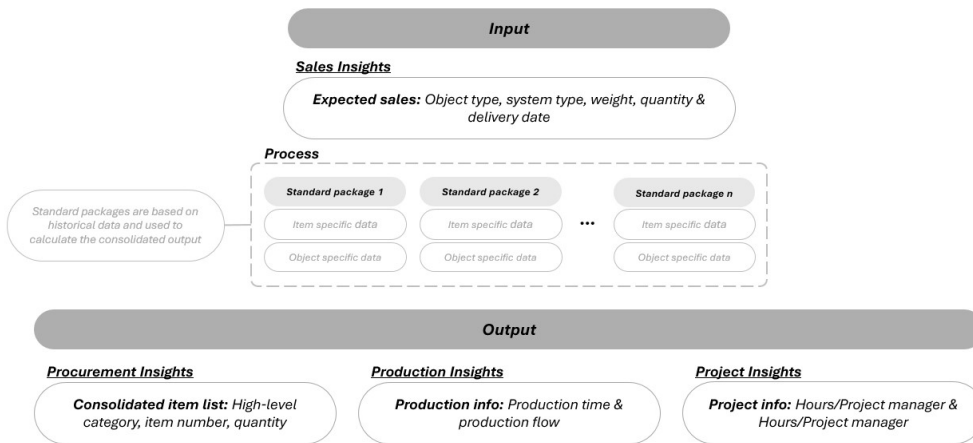 Input
Sales Insights
Expected sales: Object type, system type, weight, quantity &
delivery date
Process
Standard packages are based on
historical data and used to
calculate the consolidated output
Standard package 1
Item specific data
Object specific data
Standard package 2
Item specific data
Object specific data
...
Standard package n
Item specific data
Object specific data
Output
Procurement Insights
Consolidated item list: High-level
category, item number, quantity
Production Insights
Production info: Production time &
production flow
Project Insights
Project info: Hours/Project manager &
Hours/Project manager